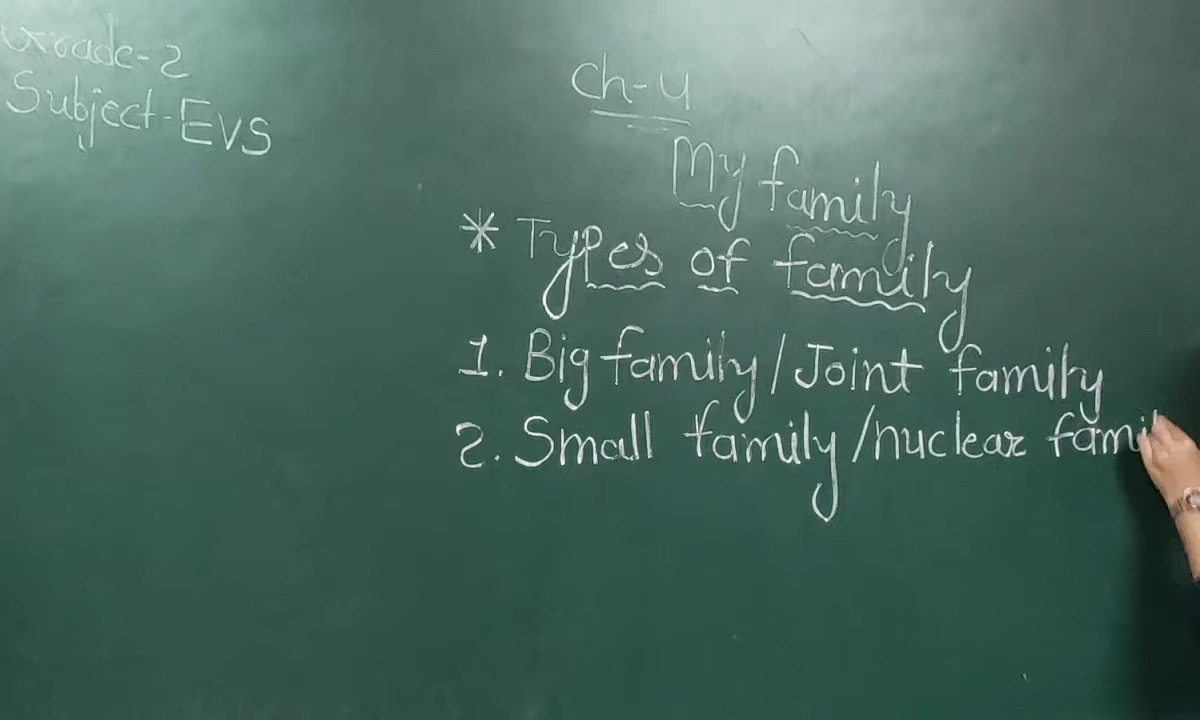 Grade-2
Subject-EVS
Ch-4
My family
* Types of family
1. Big family/Joint family
2. Small family/nuclear fami